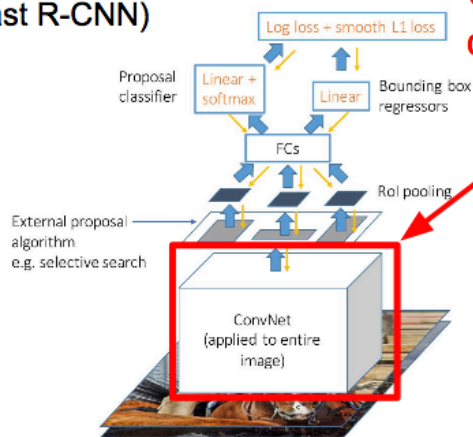 ast R-CNN)
Log loss + smooth L1 loss
Proposal
classifier
Linear +
softmax
Linear
Bounding box
regressors
FCs
RoI pooling
External proposal
algorithm
e.g. selective search
ConvNet
(applied to entire
image)